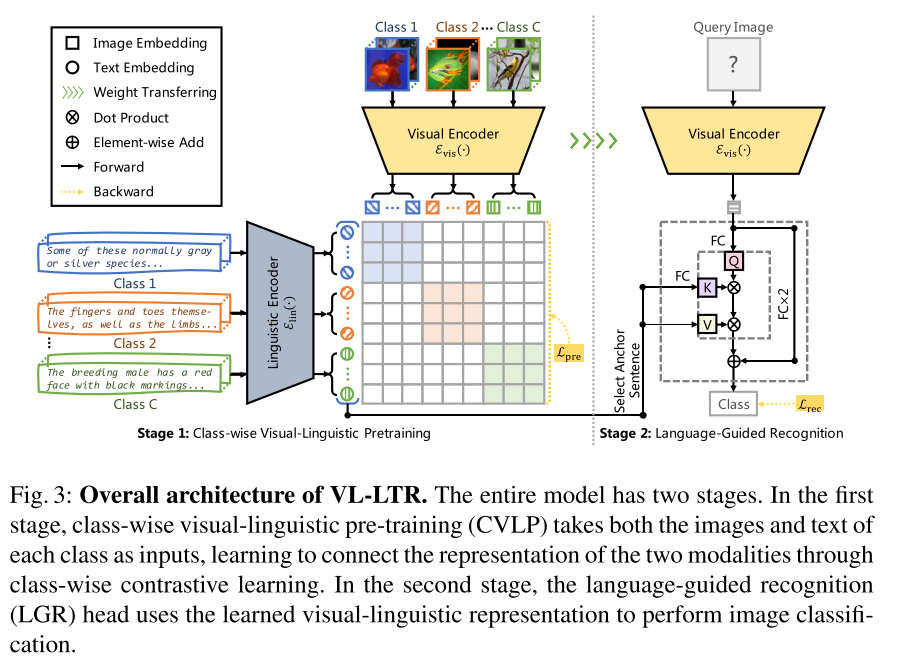 Image Embedding
Text Embedding
Weight Transferring
Dot Product
Element-wise Add
Forward
Backward
Class 1
Class 2
...
Class C
Visual Encoder
ℰvis(·)
Some of these normally gray
or silver species...
Class 1
The fingers and toes themse-
lves, as well as the limbs...
Class 2
The breeding male has a red
face with black markings...
Class C
Linguistic Encoder
ℰlin(·)
ℒpre
Stage 1: Class-wise Visual-Linguistic Pretraining
Query Image
?
Visual Encoder
ℰvis(·)
FC
Q
FC
K
V
FC×2
Select Anchor
Sentence
Class
ℒrec
Stage 2: Language-Guided Recognition
Fig. 3: Overall architecture of VL-LTR. The entire model has two stages. In the first
stage, class-wise visual-linguistic pre-training (CVLP) takes both the images and text of
each class as inputs, learning to connect the representation of the two modalities through
class-wise contrastive learning. In the second stage, the language-guided recognition
(LGR) head uses the learned visual-linguistic representation to perform image classifi-
cation.